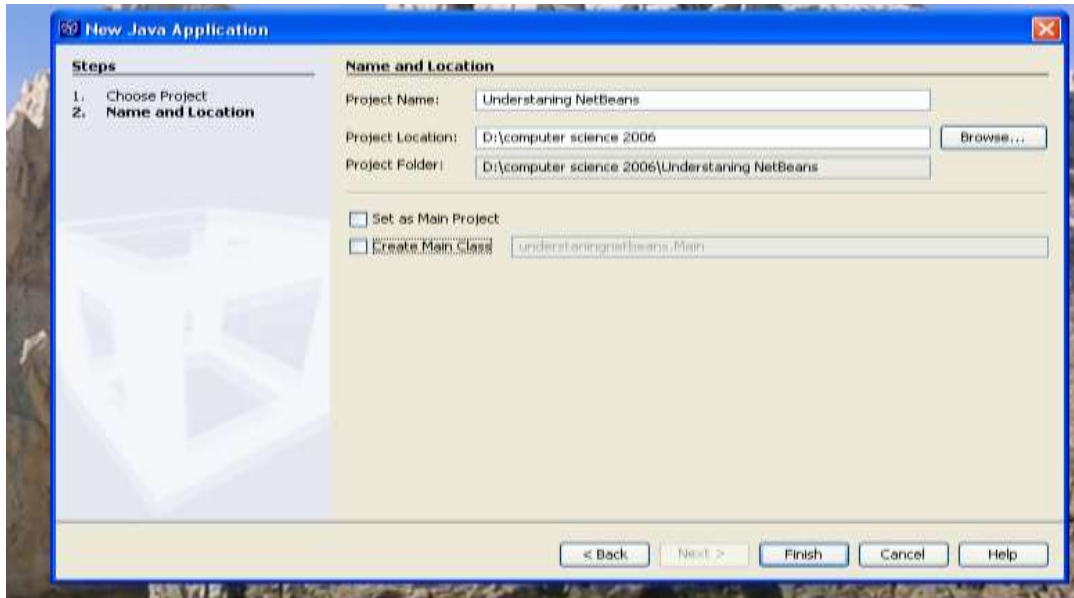 New Java Application
Steps
1. Choose Project
2. Name and Location
Name and Location
Project Name: Understaning NetBeans
Project Location: D:\computer science 2006 Browse...
Project Folder: D:\computer science 2006\Understaning NetBeans
Set as Main Project
Create Main Class understaningnetbeans.Main
< Back Next > Finish Cancel Help